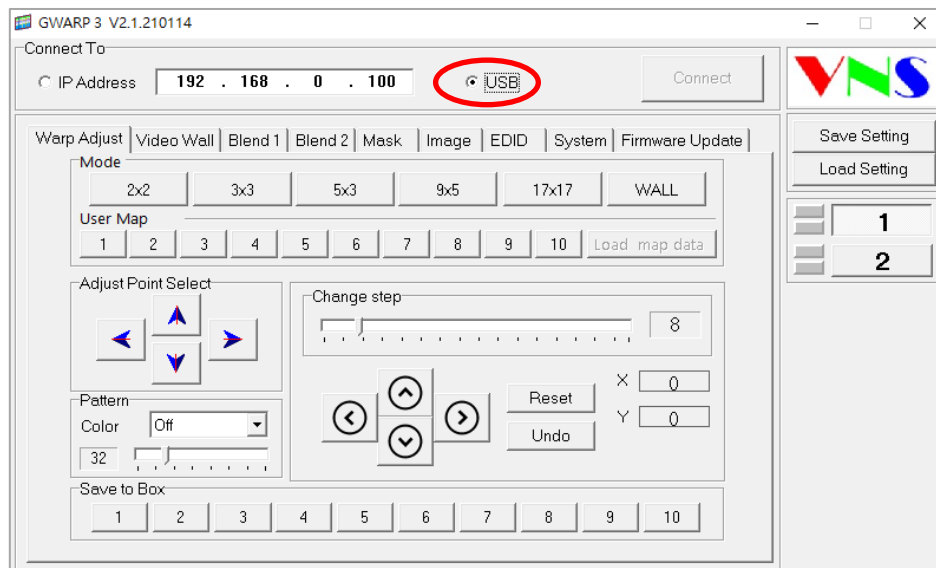 GWARP 3 V2.1.210114
Connect To
IP Address 192 . 168 . 0 . 100 USB Connect
VNS
Warp Adjust Video Wall Blend 1 Blend 2 Mask Image EDID System Firmware Update
Save Setting
Load Setting
1
2
Mode
2x2 3x3 5x3 9x5 17x17 WALL
User Map
1 2 3 4 5 6 7 8 9 10 Load map data
Adjust Point Select
Change step
8
Reset
Undo
X 0
Y 0
Pattern
Color Off
32
Save to Box
1 2 3 4 5 6 7 8 9 10